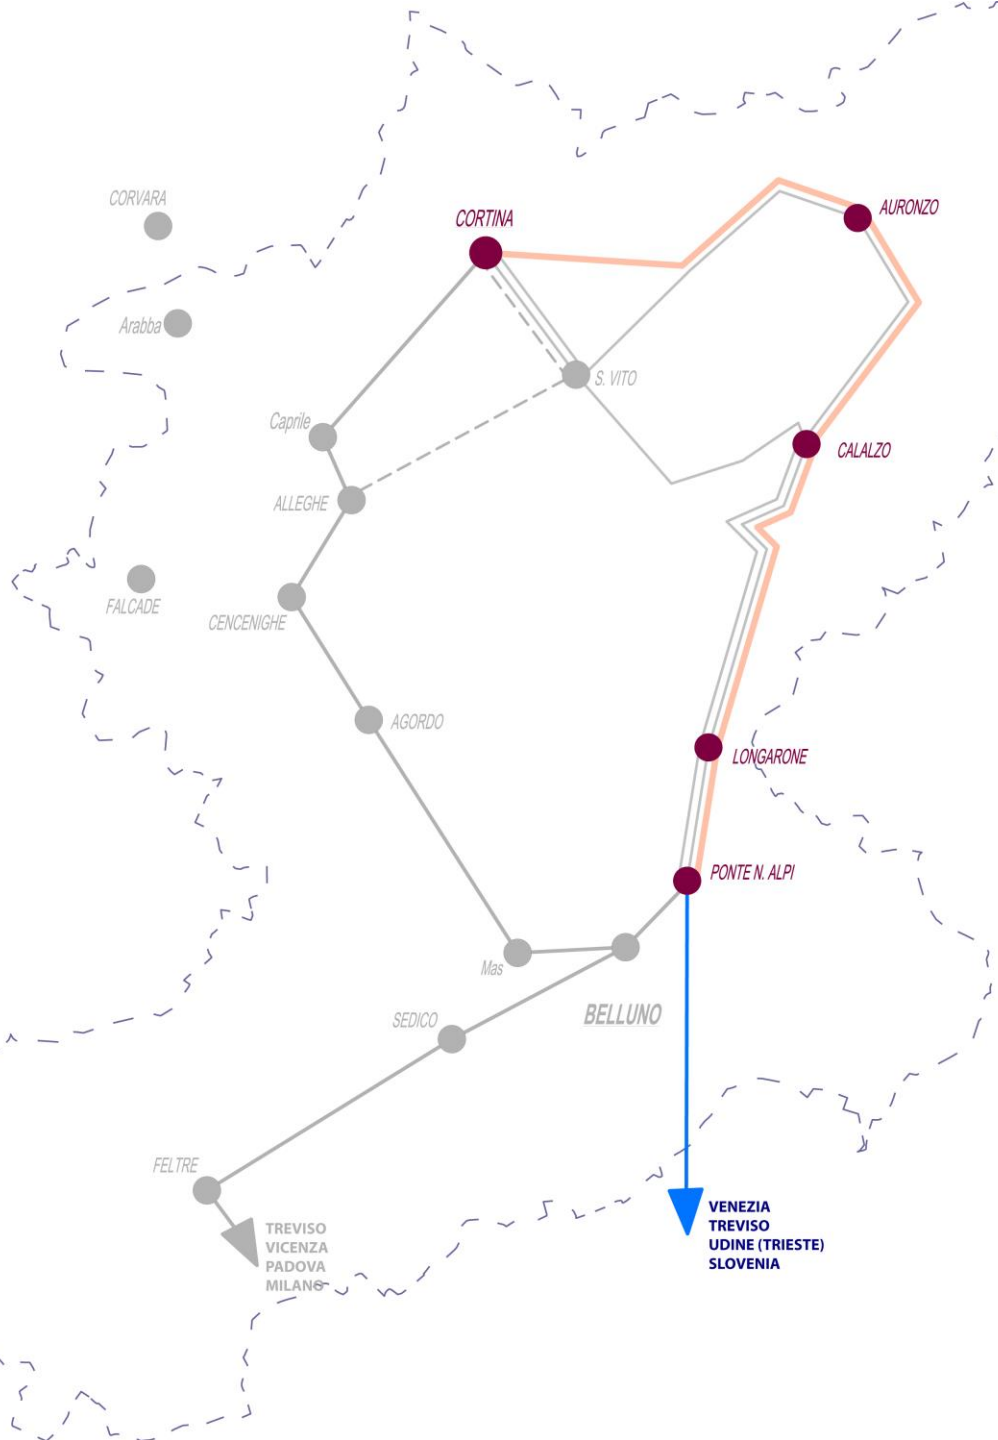 CORVARA
AURONZO
CORTINA
Arabba
S. VITO
Caprile
CALALZO
ALLEGHE
FALCADE
CENCENIGHE
AGORDO
LONGARONE
PONTE N. ALPI
Mas
BELLUNO
SEDICO
FELTRE
VENEZIA
TREVISO
UDINE (TRIESTE)
SLOVENIA
TREVISO
VICENZA
PADOVA
MILANO